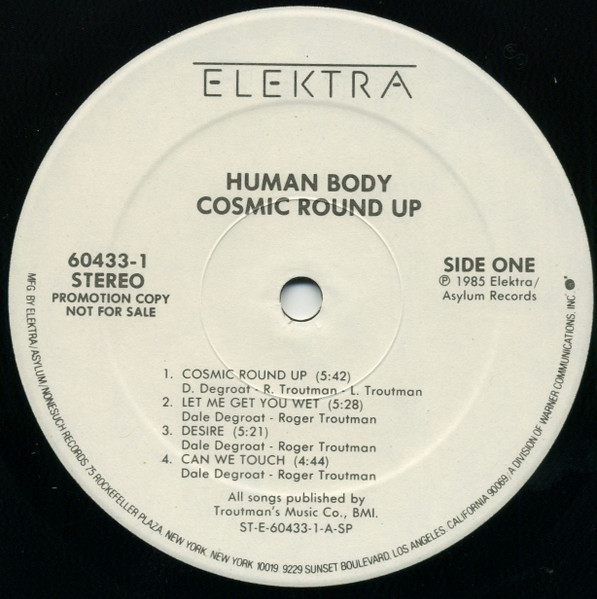 ELEKTRA
HUMAN BODY
COSMIC ROUND UP
60433-1
STEREO
PROMOTION COPY
NOT FOR SALE
SIDE ONE
℗ 1985 Elektra/
Asylum Records
1. COSMIC ROUND UP (5:42)
D. Degroat - R. Troutman - L. Troutman
2. LET ME GET YOU WET (5:28)
Dale Degroat - Roger Troutman
3. DESIRE (5:21)
Dale Degroat - Roger Troutman
4. CAN WE TOUCH (4:44)
Dale Degroat - Roger Troutman
All songs published by
Troutman's Music Co., BMI.
ST-E-60433-1-A-SP
MFG. BY ELEKTRA/ASYLUM/NONESUCH RECORDS 75 ROCKEFELLER PLAZA, NEW YORK, NEW YORK 10019 9229 SUNSET BOULEVARD, LOS ANGELES, CALIFORNIA 90069/A DIVISION OF WARNER COMMUNICATIONS, INC.